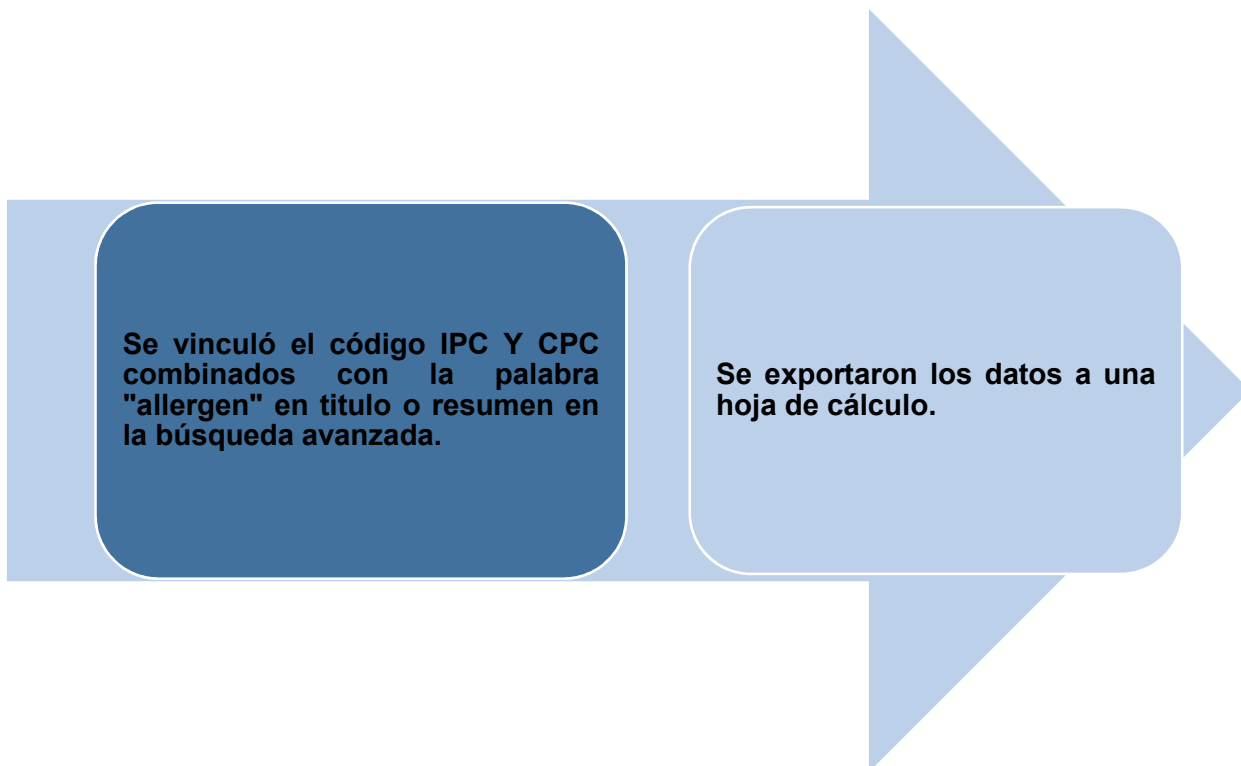 Se vinculó el código IPC Y CPC
combinados con la palabra
"allergen" en titulo o resumen en
la búsqueda avanzada.
Se exportaron los datos a una
hoja de cálculo.